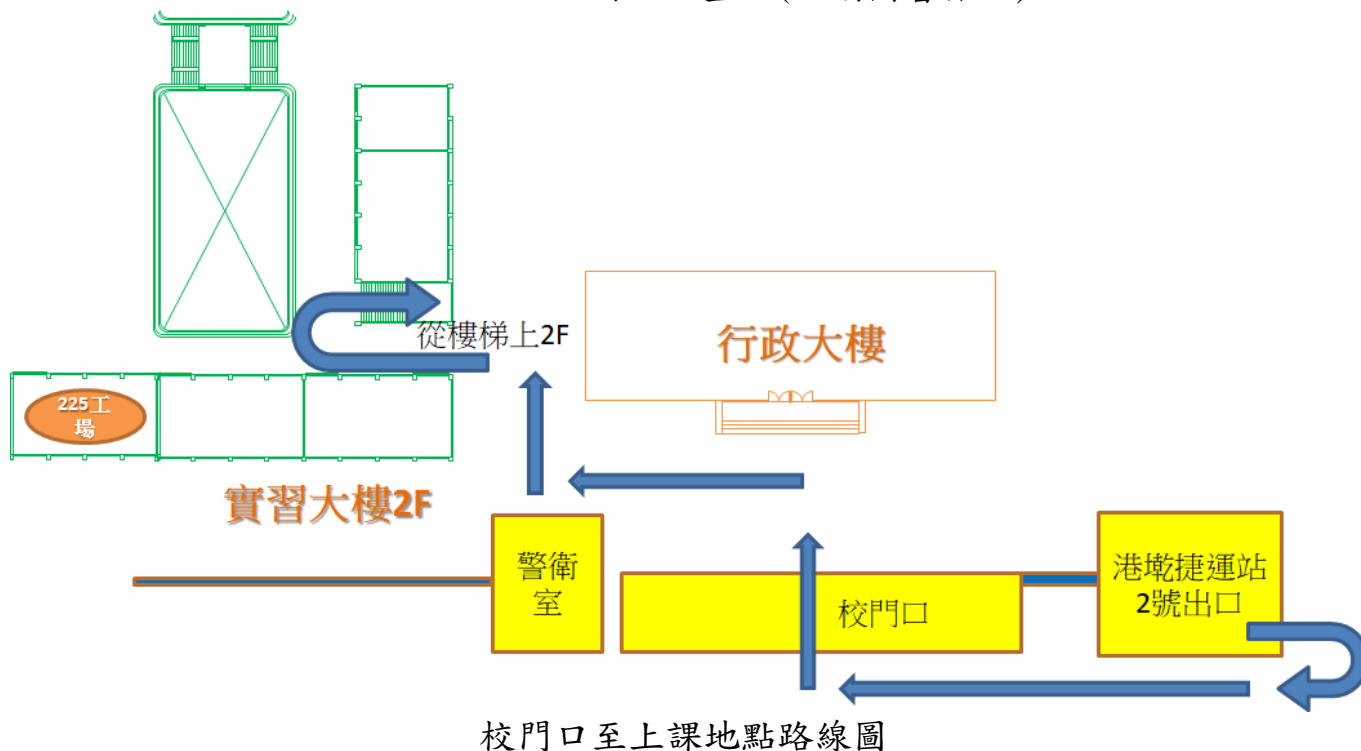 從樓梯上2F
行政大樓
225工
場
實習大樓2F
警衛
室
校門口
港墘捷運站
2號出口
校門口至上課地點路線圖